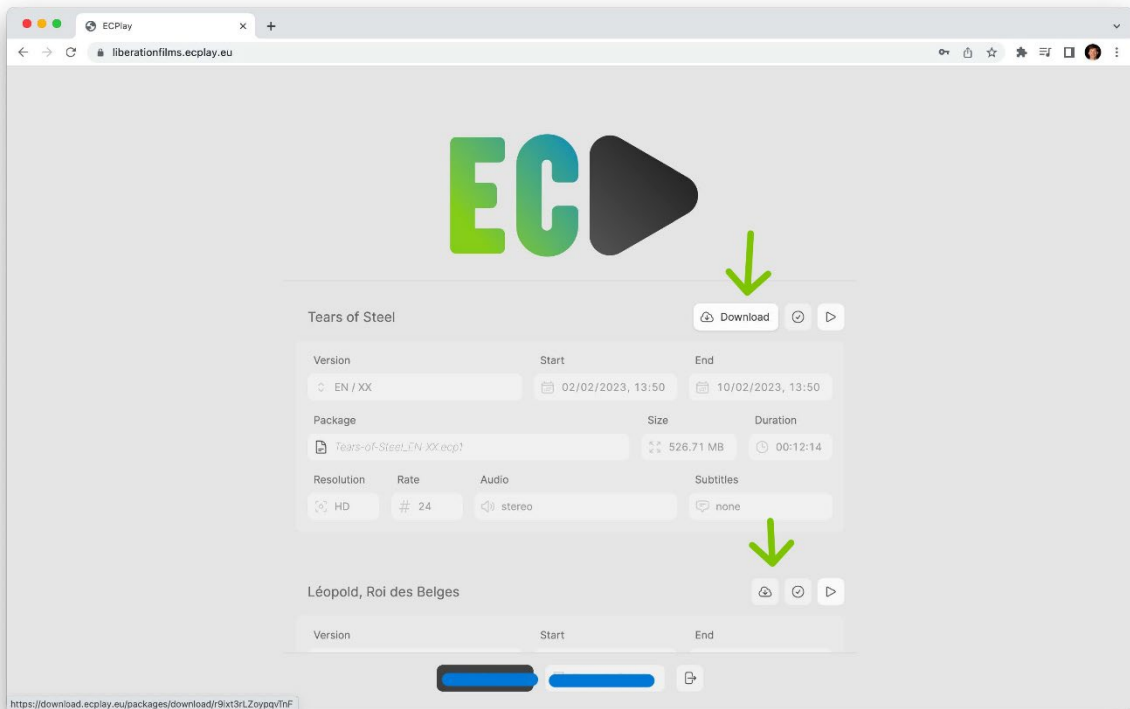 ECPlay
liberationfilms.ecplay.eu
EC
Tears of Steel
Download
Version
Start
End
EN / XX
02/02/2023, 13:50
10/02/2023, 13:50
Package
Size
Duration
Tears-of-Steel_EN-XX.ecp1
526.71 MB
00:12:14
Resolution
Rate
Audio
Subtitles
HD
# 24
stereo
none
Léopold, Roi des Belges
Version
Start
End
https://download.ecplay.eu/packages/download/r9ixt3rLZoypqvTnF